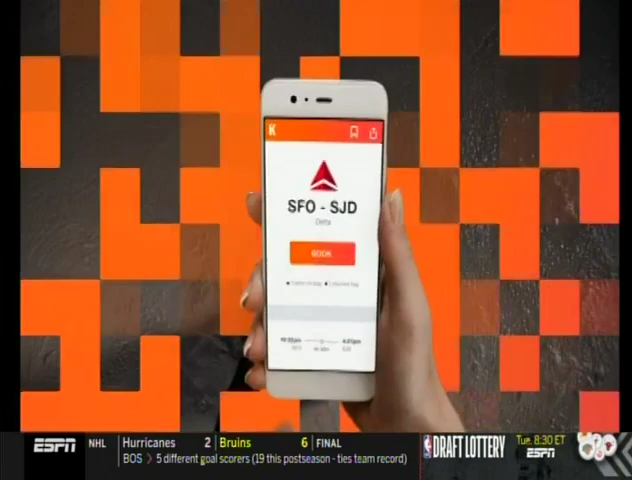 K
SFO - SJD
Delta
BOOK
ESPN
NHL
Hurricanes 2
Bruins 6
FINAL
BOS > 5 different goal scorers (19 this postseason - ties team record)
NBA
DRAFT LOTTERY
Tue. 8:30 ET
ESPN